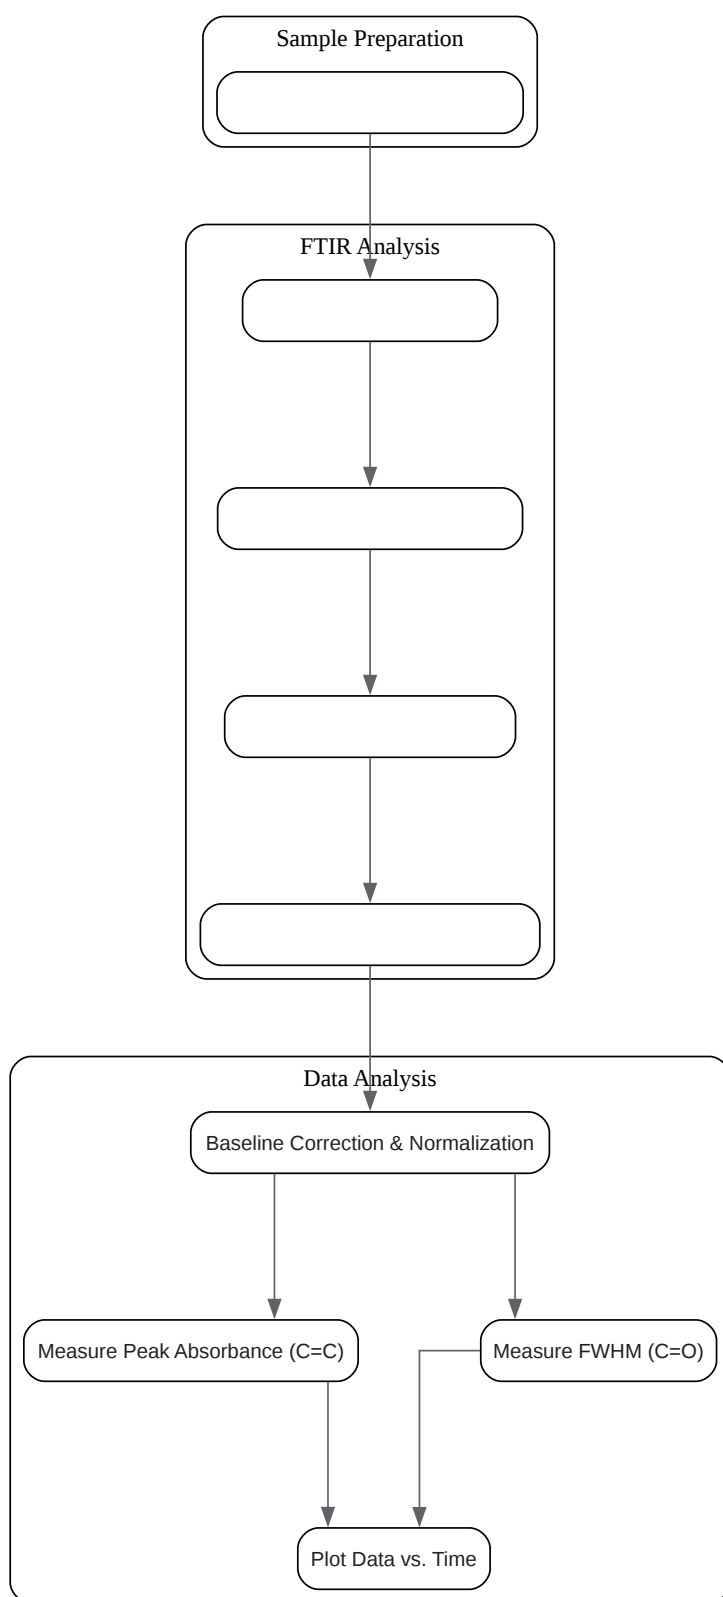 Sample Preparation
FTIR Analysis
Data Analysis
Baseline Correction & Normalization
Measure Peak Absorbance (C=C)
Measure FWHM (C=O)
Plot Data vs. Time